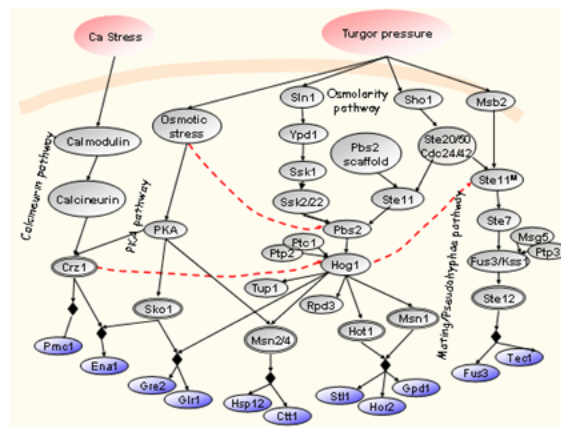 Ca Stress
Turgor pressure
Sln1
Osmolarity
pathway
Sho1
Msb2
Osmotic
stress
Ypd1
Calmodulin
Pbs2
scaffold
Ste20/50
Cdc24/42
Ssk1
Ste11ᴹ
Calcineurin
Ssk2/22
Ste11
Calcineurin pathway
PKA pathway
Mating/Pseudohyphae pathway
Ste7
PKA
Pbs2
Msg5
Ptp3
Ptc1
Ptp2
Fus3/Kss1
Crz1
Hog1
Tup1
Rpd3
Ste12
Sko1
Msn2/4
Hot1
Msn1
Pmc1
Ena1
Gre2
Glr1
Hsp12
Ctt1
Stl1
Hor2
Gpd1
Fus3
Tec1